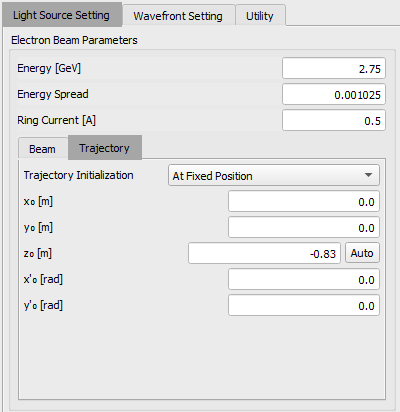 Light Source Setting Wavefront Setting Utility
Electron Beam Parameters
Energy [GeV] 2.75
Energy Spread 0.001025
Ring Current [A] 0.5
Beam Trajectory
Trajectory Initialization At Fixed Position
x₀ [m] 0.0
y₀ [m] 0.0
z₀ [m] -0.83 Auto
x'₀ [rad] 0.0
y'₀ [rad] 0.0